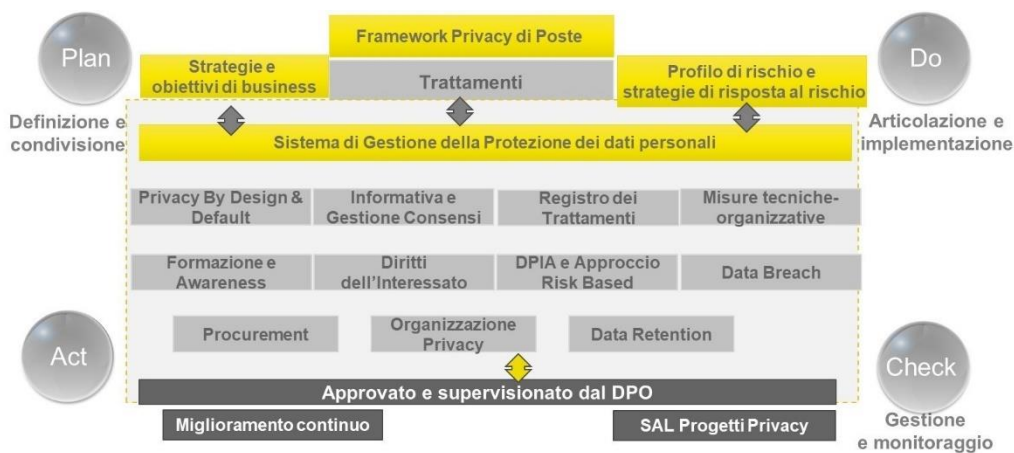 Plan
Framework Privacy di Poste
Do
Strategie e
obiettivi di business
Trattamenti
Profilo di rischio e
strategie di risposta al rischio
Definizione e
condivisione
Articolazione e
implementazione
Sistema di Gestione della Protezione dei dati personali
Privacy By Design &
Default
Informativa e
Gestione Consensi
Registro dei
Trattamenti
Misure tecniche-
organizzative
Formazione e
Awareness
Diritti
dell'Interessato
DPIA e Approccio
Risk Based
Data Breach
Procurement
Organizzazione
Privacy
Data Retention
Act
Check
Approvato e supervisionato dal DPO
Miglioramento continuo
SAL Progetti Privacy
Gestione
e monitoraggio